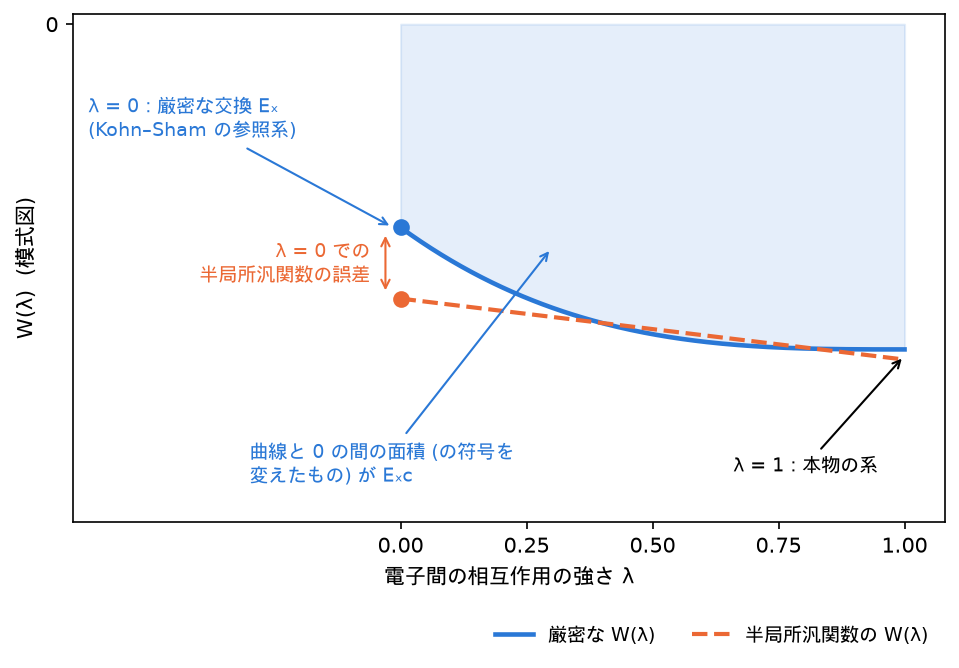 0
λ = 0 : 厳密な交換 Eₓ
(Kohn–Sham の参照系)
λ = 0 での
半局所汎関数の誤差
曲線と 0 の間の面積 (の符号を
変えたもの) が Eₓc
λ = 1 : 本物の系
W(λ) (模式図)
0.00 0.25 0.50 0.75 1.00
電子間の相互作用の強さ λ
厳密な W(λ) 半局所汎関数の W(λ)